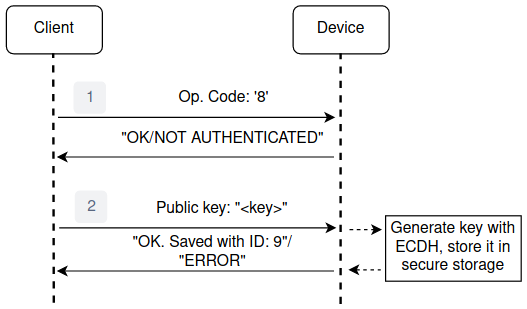 Client
Device
1
Op. Code: '8'
"OK/NOT AUTHENTICATED"
2
Public key: "<key>"
Generate key with
ECDH, store it in
secure storage
"OK. Saved with ID: 9"/
"ERROR"